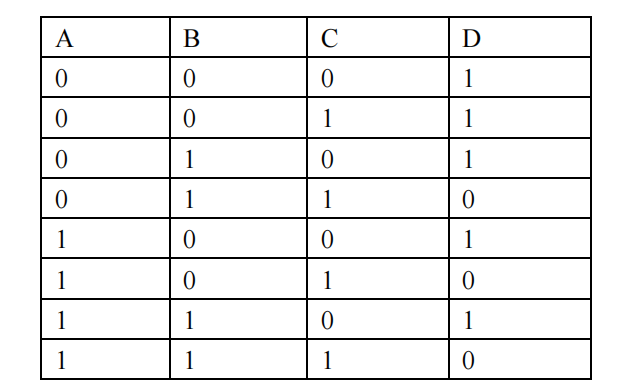 A B C D
0 0 0 1
0 0 1 1
0 1 0 1
0 1 1 0
1 0 0 1
1 0 1 0
1 1 0 1
1 1 1 0